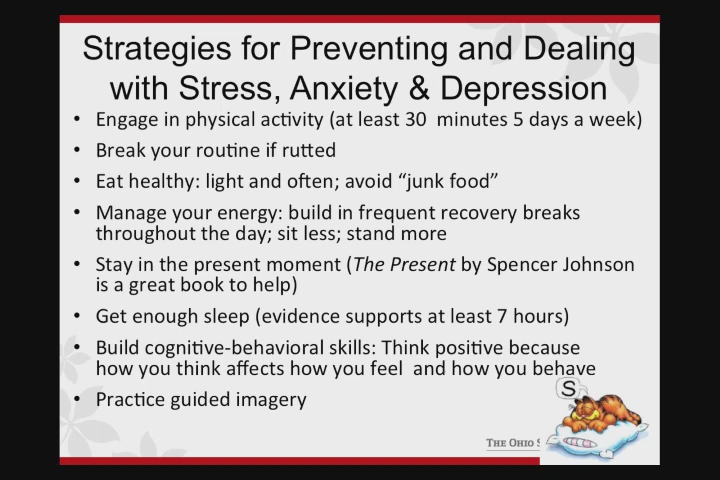 Strategies for Preventing and Dealing
with Stress, Anxiety & Depression
• Engage in physical activity (at least 30  minutes 5 days a week)
• Break your routine if rutted
• Eat healthy: light and often; avoid “junk food”
• Manage your energy: build in frequent recovery breaks
throughout the day; sit less; stand more
• Stay in the present moment (The Present by Spencer Johnson
is a great book to help)
• Get enough sleep (evidence supports at least 7 hours)
• Build cognitive-behavioral skills: Think positive because
how you think affects how you feel  and how you behave
• Practice guided imagery
S
THE OHIO S